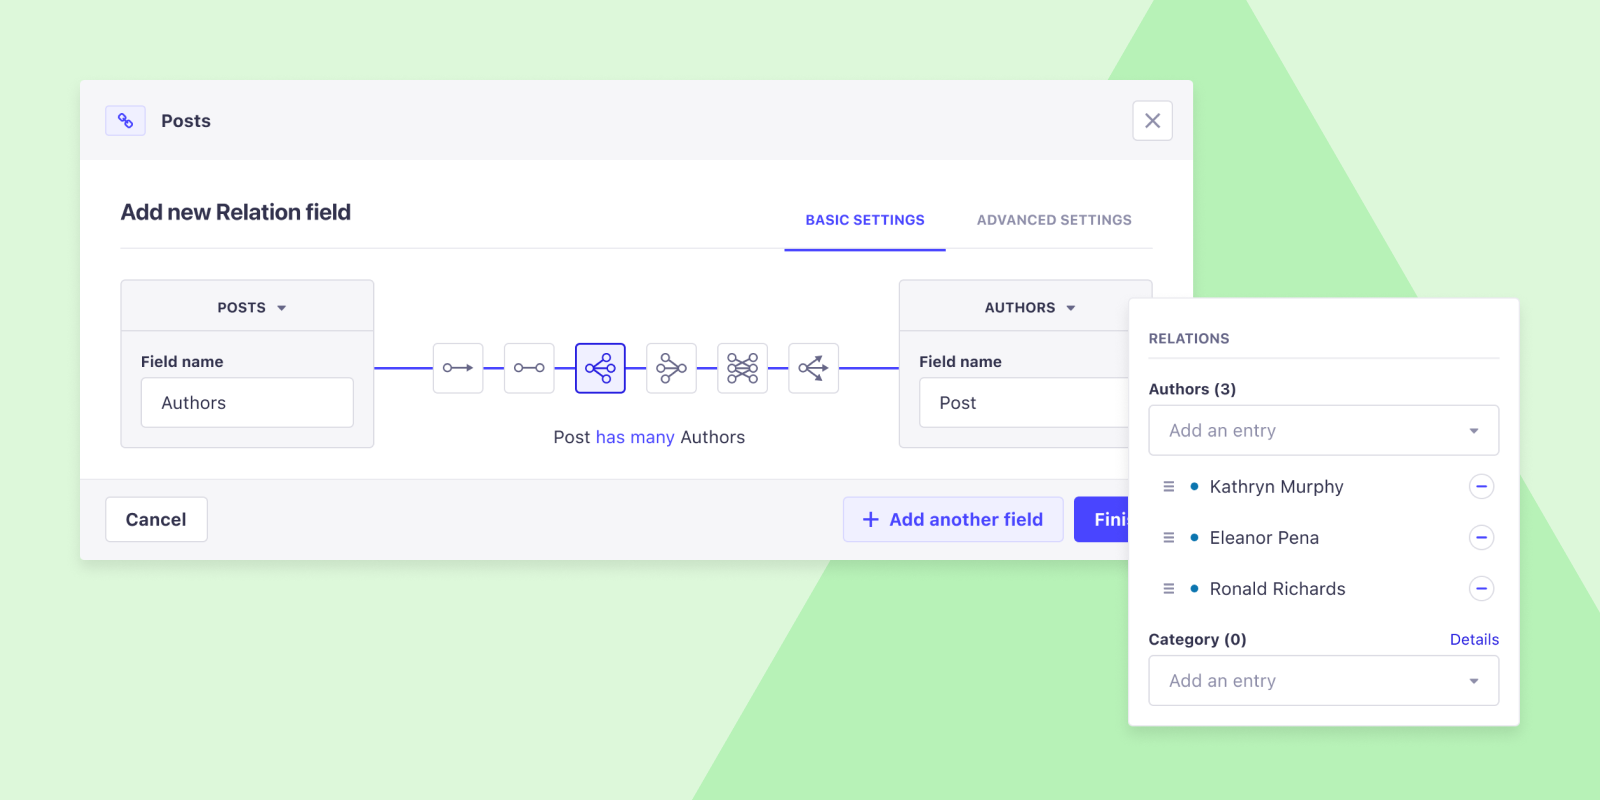 Posts
Add new Relation field
BASIC SETTINGS
ADVANCED SETTINGS
POSTS
Field name
Authors
Post has many Authors
AUTHORS
Field name
Post
Cancel
Add another field
Fini
RELATIONS
Authors (3)
Add an entry
Kathryn Murphy
Eleanor Pena
Ronald Richards
Category (0)
Details
Add an entry